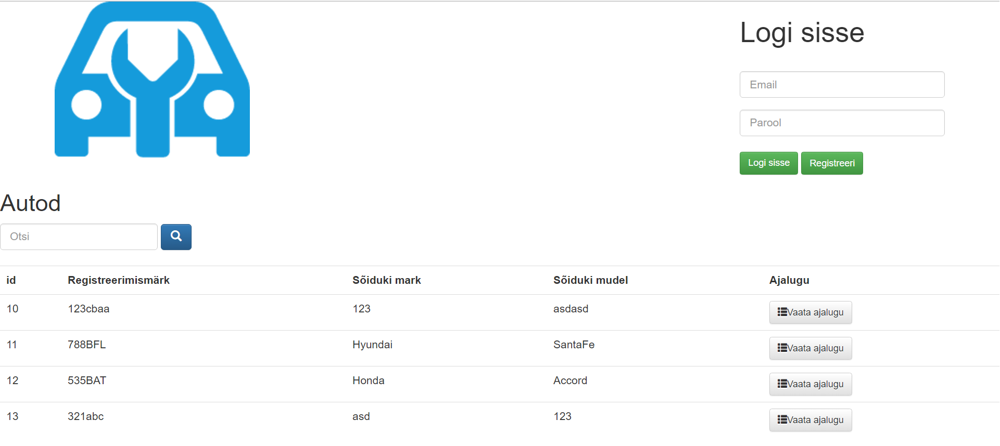 Logi sisse
Email
Parool
Logi sisse Registreeri
Autod
Otsi
id Registreerimismärk Sõiduki mark Sõiduki mudel Ajalugu
10 123cbaa 123 asdasd Vaata ajalugu
11 788BFL Hyundai SantaFe Vaata ajalugu
12 535BAT Honda Accord Vaata ajalugu
13 321abc asd 123 Vaata ajalugu